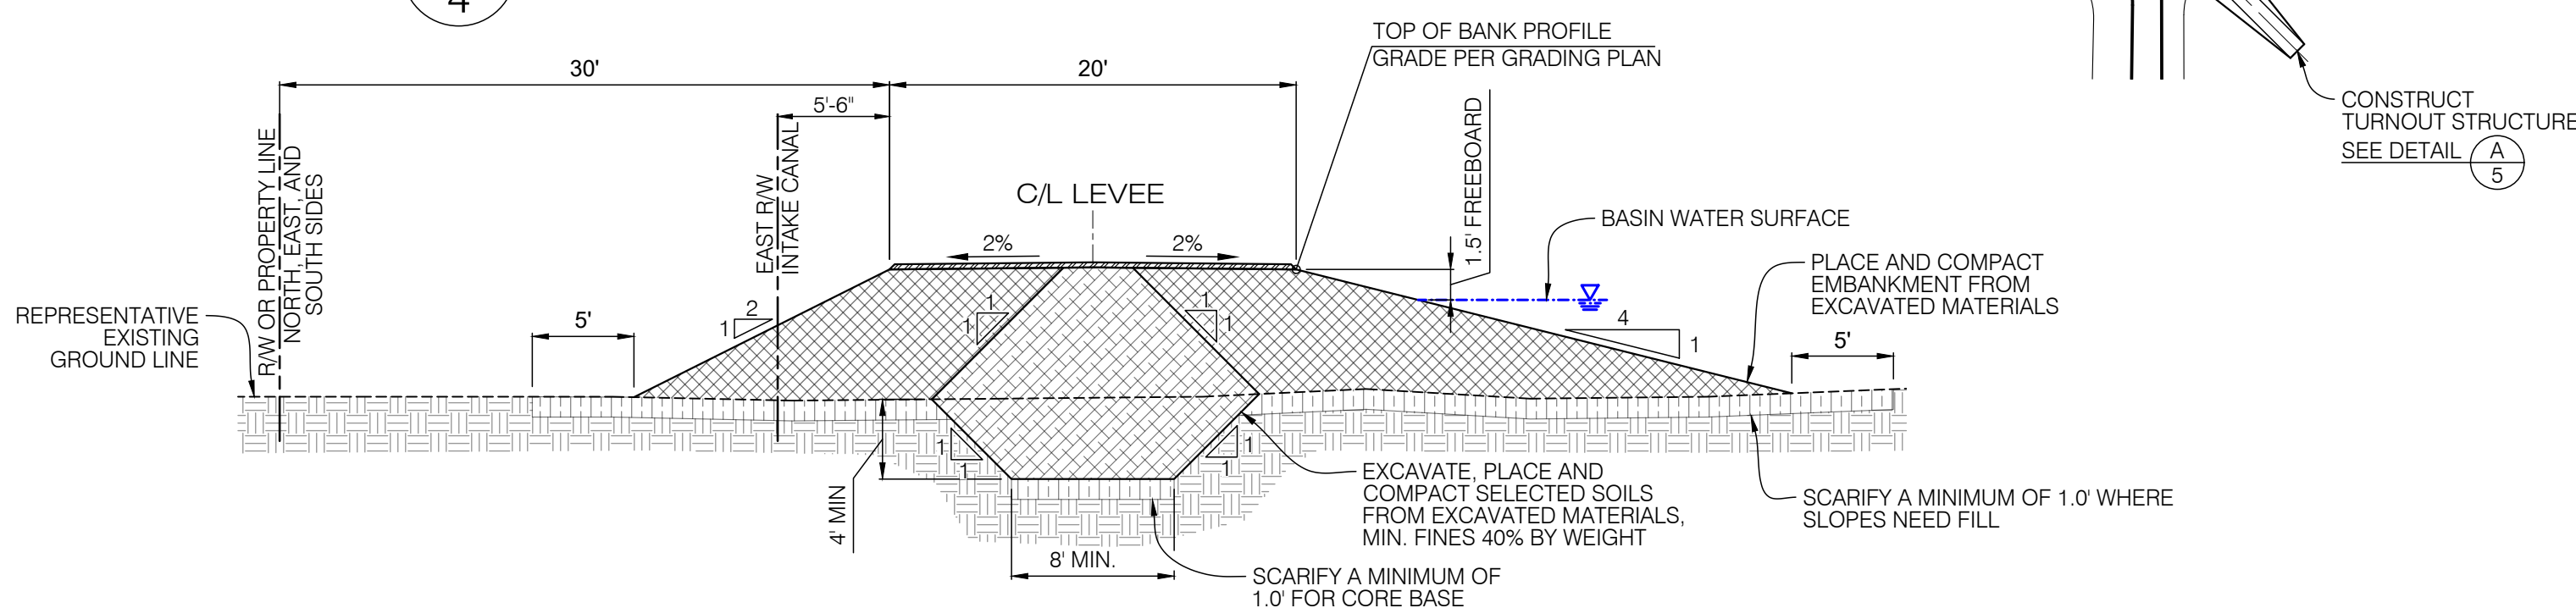 4
30'
20'
5'-6"
TOP OF BANK PROFILE
GRADE PER GRADING PLAN
CONSTRUCT
TURNOUT STRUCTURE
SEE DETAIL
A
5
R/W OR PROPERTY LINE
NORTH, EAST, AND
SOUTH SIDES
EAST R/W
INTAKE CANAL
C/L LEVEE
2%
2%
1.5' FREEBOARD
BASIN WATER SURFACE
PLACE AND COMPACT
EMBANKMENT FROM
EXCAVATED MATERIALS
REPRESENTATIVE
EXISTING
GROUND LINE
5'
2
1
1
1
1
1
4
1
5'
1
1
1
1
4' MIN
8' MIN.
EXCAVATE, PLACE AND
COMPACT SELECTED SOILS
FROM EXCAVATED MATERIALS,
MIN. FINES 40% BY WEIGHT
SCARIFY A MINIMUM OF 1.0' WHERE
SLOPES NEED FILL
SCARIFY A MINIMUM OF
1.0' FOR CORE BASE